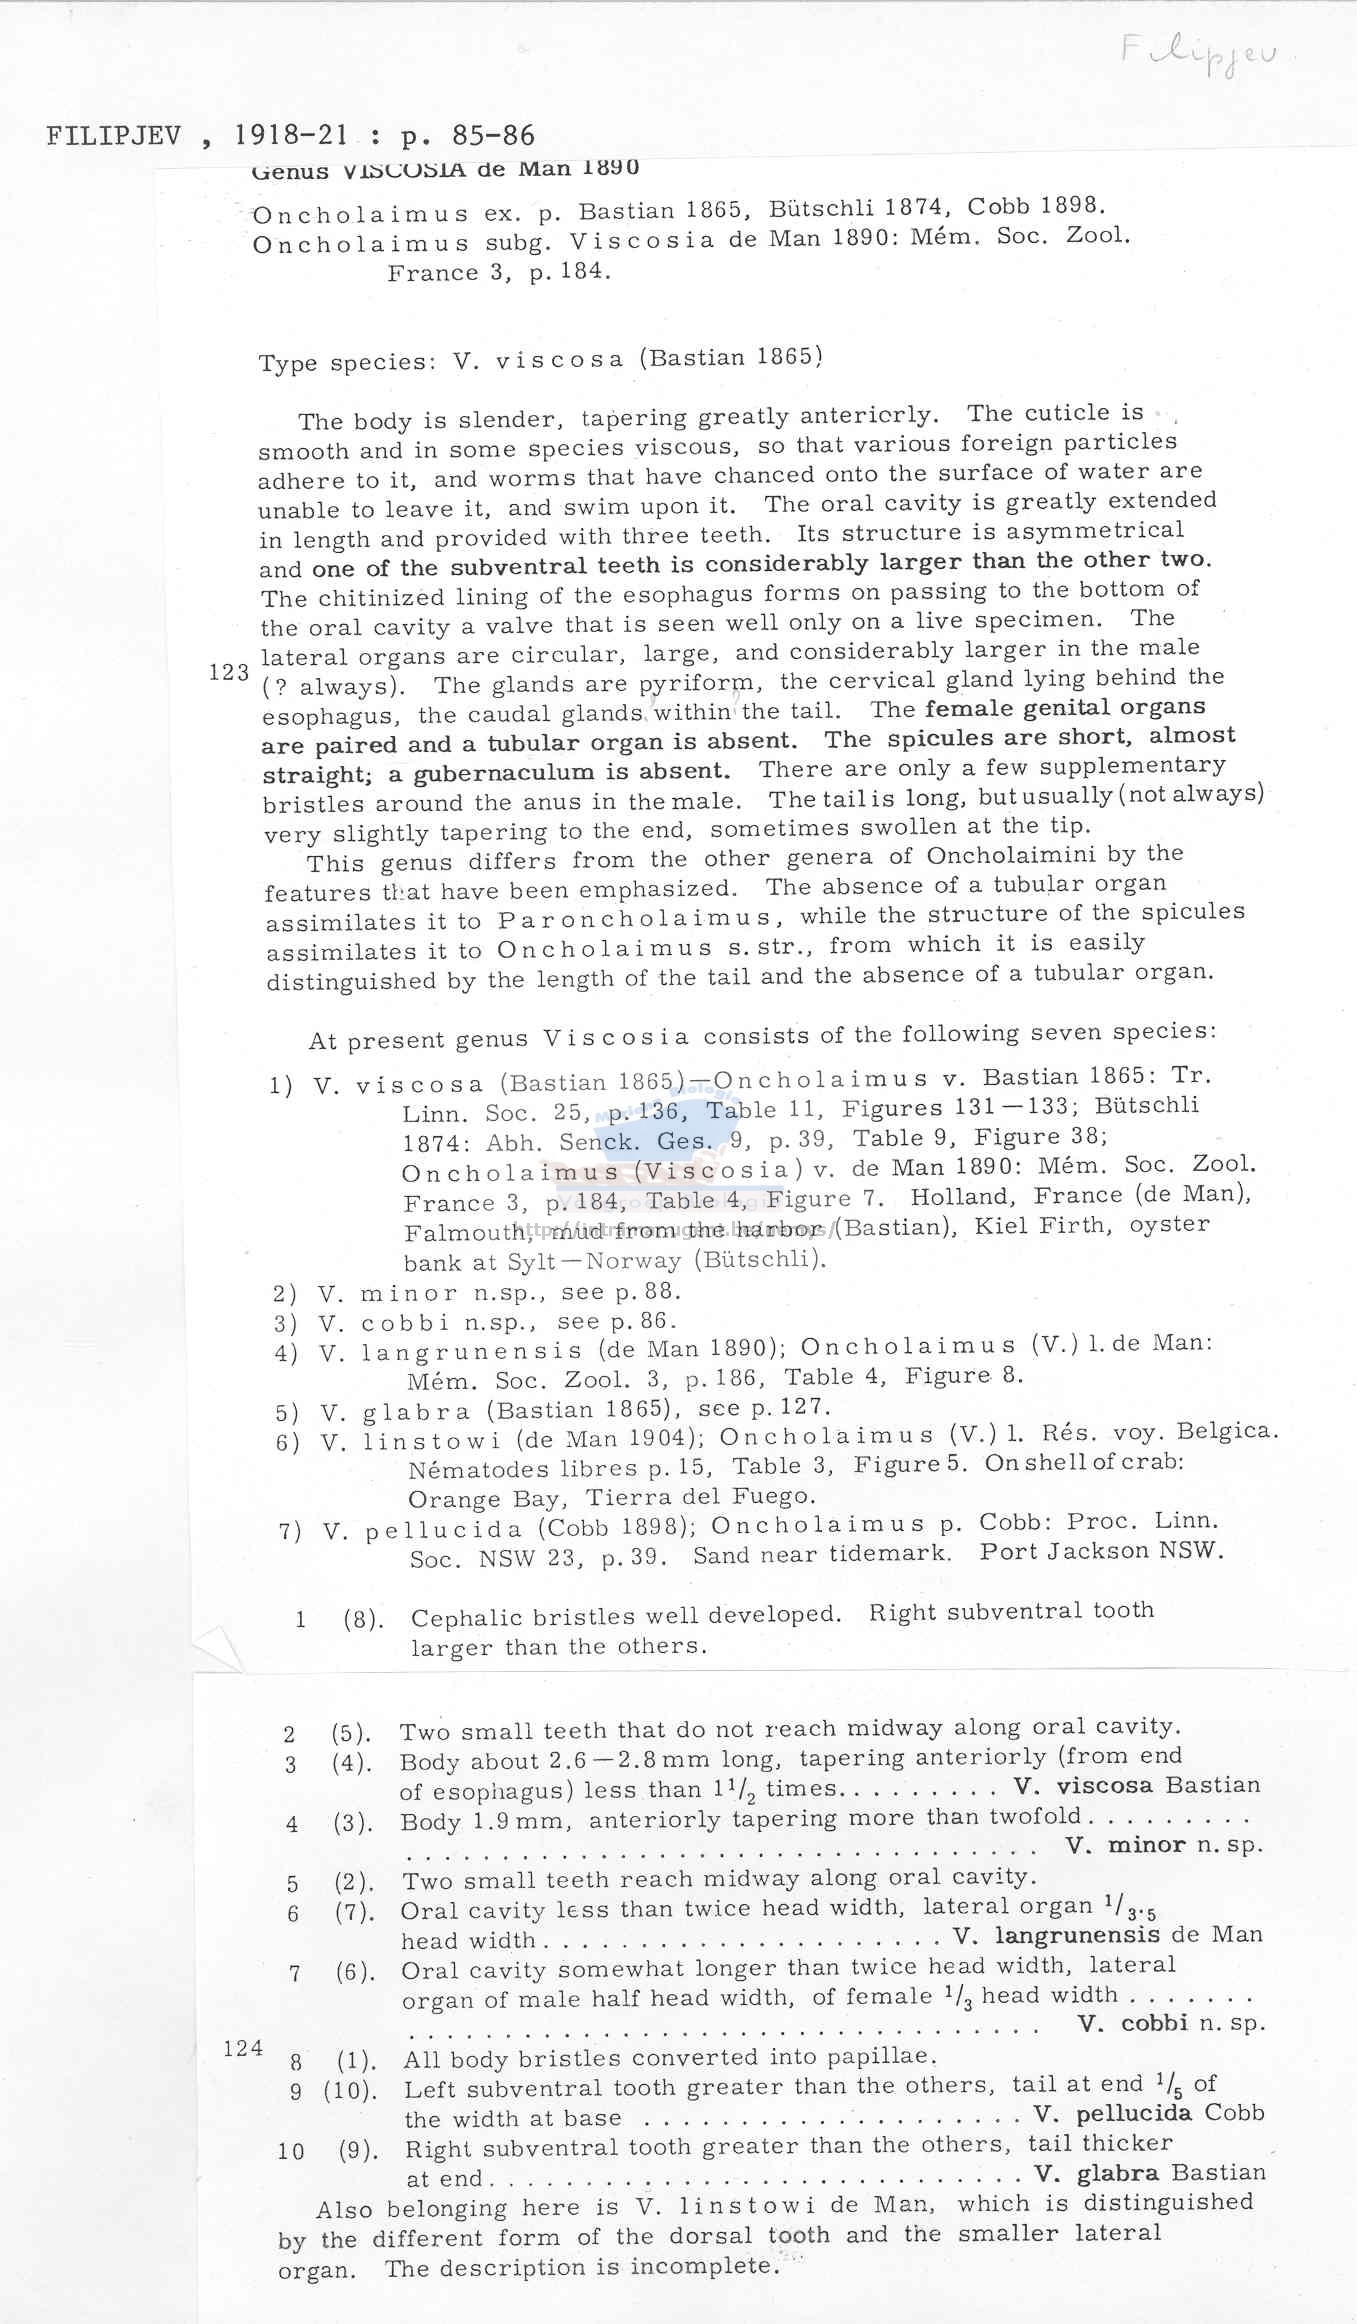 Filipjev
FILIPJEV , 1918-21 : p. 85-86
Genus VISCOSIA de Man 1890
Oncholaimus ex. p. Bastian 1865, Bütschli 1874, Cobb 1898.
Oncholaimus subg. Viscosia de Man 1890: Mém. Soc. Zool.
France 3, p. 184.
Type species: V. viscosa (Bastian 1865)
The body is slender, tapering greatly anteriorly. The cuticle is
smooth and in some species viscous, so that various foreign particles
adhere to it, and worms that have chanced onto the surface of water are
unable to leave it, and swim upon it. The oral cavity is greatly extended
in length and provided with three teeth. Its structure is asymmetrical
and one of the subventral teeth is considerably larger than the other two.
The chitinized lining of the esophagus forms on passing to the bottom of
the oral cavity a valve that is seen well only on a live specimen. The
lateral organs are circular, large, and considerably larger in the male
123 (? always). The glands are pyriform, the cervical gland lying behind the
esophagus, the caudal glands within the tail. The female genital organs
are paired and a tubular organ is absent. The spicules are short, almost
straight; a gubernaculum is absent. There are only a few supplementary
bristles around the anus in the male. The tail is long, but usually (not always)
very slightly tapering to the end, sometimes swollen at the tip.
This genus differs from the other genera of Oncholaimini by the
features that have been emphasized. The absence of a tubular organ
assimilates it to Paroncholaimus, while the structure of the spicules
assimilates it to Oncholaimus s. str., from which it is easily
distinguished by the length of the tail and the absence of a tubular organ.
At present genus Viscosia consists of the following seven species:
1) V. viscosa (Bastian 1865)—Oncholaimus v. Bastian 1865: Tr.
Linn. Soc. 25, p. 136, Table 11, Figures 131—133; Bütschli
1874: Abh. Senck. Ges. 9, p. 39, Table 9, Figure 38;
Oncholaimus (Viscosia) v. de Man 1890: Mém. Soc. Zool.
France 3, p. 184, Table 4, Figure 7. Holland, France (de Man),
Falmouth, mud from the harbor (Bastian), Kiel Firth, oyster
bank at Sylt—Norway (Bütschli).
2) V. minor n.sp., see p. 88.
3) V. cobbi n.sp., see p. 86.
4) V. langrunensis (de Man 1890); Oncholaimus (V.) l. de Man:
Mém. Soc. Zool. 3, p. 186, Table 4, Figure 8.
5) V. glabra (Bastian 1865), see p. 127.
6) V. linstowi (de Man 1904); Oncholaimus (V.) l. Rés. voy. Belgica.
Nématodes libres p. 15, Table 3, Figure 5. On shell of crab:
Orange Bay, Tierra del Fuego.
7) V. pellucida (Cobb 1898); Oncholaimus p. Cobb: Proc. Linn.
Soc. NSW 23, p. 39. Sand near tidemark. Port Jackson NSW.
1 (8). Cephalic bristles well developed. Right subventral tooth
larger than the others.
2 (5). Two small teeth that do not reach midway along oral cavity.
3 (4). Body about 2.6—2.8 mm long, tapering anteriorly (from end
of esophagus) less than 1 1/2 times. . . . . . . . . . V. viscosa Bastian
4 (3). Body 1.9 mm, anteriorly tapering more than twofold. . . . . . . . .
. . . . . . . . . . . . . . . . . . . . . . . . . . . . . . . . . V. minor n. sp.
5 (2). Two small teeth reach midway along oral cavity.
6 (7). Oral cavity less than twice head width, lateral organ 1/3.5
head width. . . . . . . . . . . . . . . . . . . . . V. langrunensis de Man
7 (6). Oral cavity somewhat longer than twice head width, lateral
organ of male half head width, of female 1/3 head width . . . . . . .
. . . . . . . . . . . . . . . . . . . . . . . . . . . . . . . . . V. cobbi n. sp.
124 8 (1). All body bristles converted into papillae.
9 (10). Left subventral tooth greater than the others, tail at end 1/5 of
the width at base . . . . . . . . . . . . . . . . . . . . V. pellucida Cobb
10 (9). Right subventral tooth greater than the others, tail thicker
at end. . . . . . . . . . . . . . . . . . . . . . . . . . . . V. glabra Bastian
Also belonging here is V. linstowi de Man, which is distinguished
by the different form of the dorsal tooth and the smaller lateral
organ. The description is incomplete.